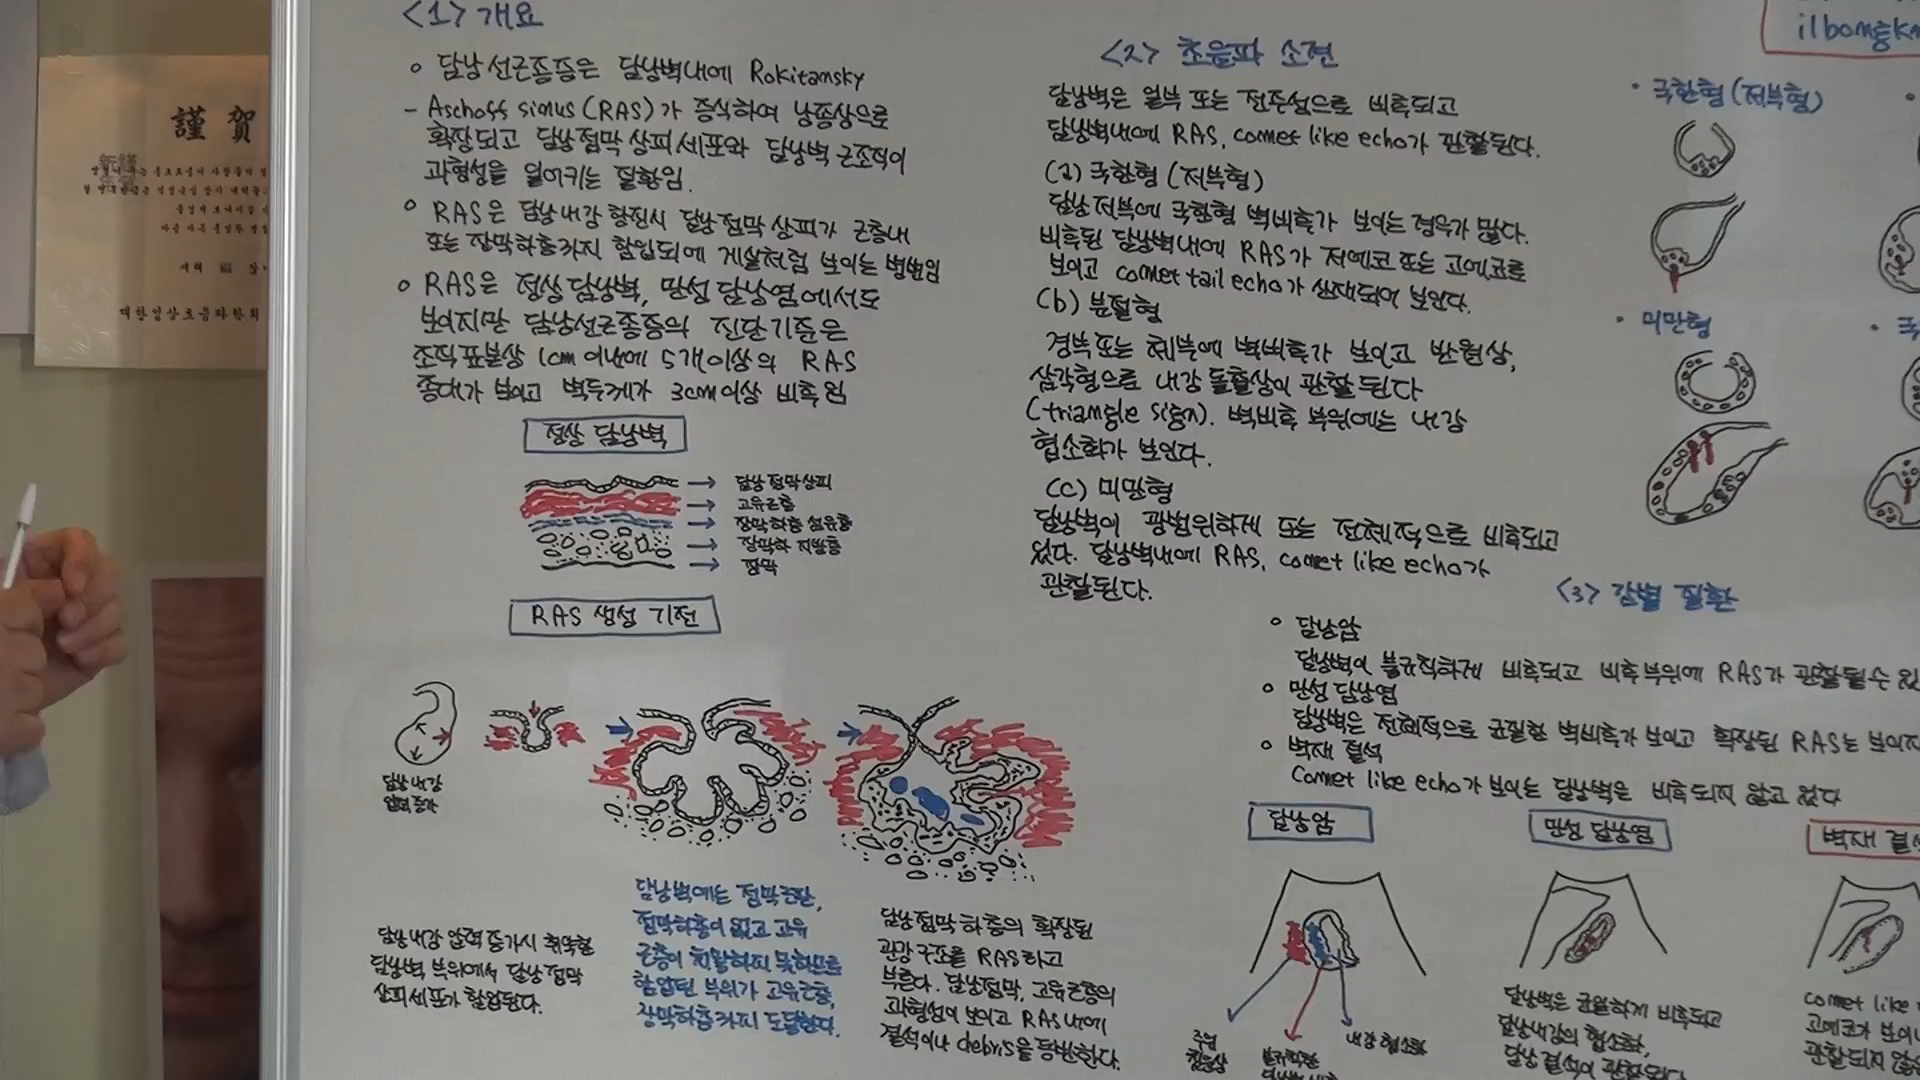 <1> 개요
◦ 담낭선근종증은 담낭벽내에 Rokitansky
- Aschoff sinus(RAS)가 증식하여 낭종상으로
확장되고 담낭점막 상피세포와 담낭벽 근조직이
과형성을 일어키는 질환임.
◦ RAS은 담낭내강 항진시 담낭점막 상피가 근층내
또는 장막하층까지 함입되에 게실처럼 보이는 병변임
◦ RAS은 정상담낭벽, 만성담낭염에서도
보이지만 담낭선근종증의 진단기준은
조직표본상 1cm이내에 5개이상의 RAS
증대가 보이고 벽두께가 3cm이상 비후임
정상 담낭벽
→ 담낭점막상피
→ 고유근층
→ 장막하층 섬유층
→ 장막하 지방층
→ 점막
RAS 생성 기전
담낭내강
압력증가
담낭내강 압력 증가시 취약한
담낭벽 부위에서 담낭점막
상피세포가 함입된다.
담낭벽에는 점막근판,
점막하층이 없고 고유
근층이 치밀하지 못하므로
함입된 부위가 고유근층,
장막하층까지 도달한다.
담낭점막하층의 확장된
관강구조를 RAS라고
부른다. 담낭점막, 고유근층의
과형성이 보이고 RAS내에
결석이나 debris을 동반한다.
<2> 초음파 소견
담낭벽은 일부 또는 전주성으로 비후되고
담낭벽내에 RAS, comet like echo가 관찰된다.
(a) 국한형 (저부형)
담낭저부에 국한형 벽비후가 보이는 경우가 많다.
비후된 담낭벽내에 RAS가 저에코 또는 고에코로
보이고 comet tail echo가 산재되어 보인다.
(b) 분절형
경부 또는 체부에 벽비후가 보이고 반월상,
삼각형으로 내강 돌출상이 관찰된다
(triangle sign). 벽비후 부위에는 내강
협소화가 보인다.
(c) 미만형
담낭벽이 광범위하게 또는 전체적으로 비후되고
있다. 담낭벽내에 RAS, comet like echo가
관찰된다.
• 국한형 (저부형)
• 미만형
<3> 감별 질환
◦ 담낭암
담낭벽이 불규칙하게 비후되고 비후부위에 RAS가 관찰될수 있
◦ 만성 담낭염
담낭벽은 전체적으로 균질한 벽비후가 보이고 확장된 RAS는 보이지
◦ 벽재 결석
comet like echo가 보이는 담낭벽은 비후되지 않고 있다
담낭암
주위
침윤상
불규칙한
내강 협소화
만성 담낭염
담낭벽은 균일하게 비후되고
담낭내강의 협소화,
담낭결석이 관찰된다
벽재 결석
comet like
고에코가 보이
관찰되지 않
謹賀